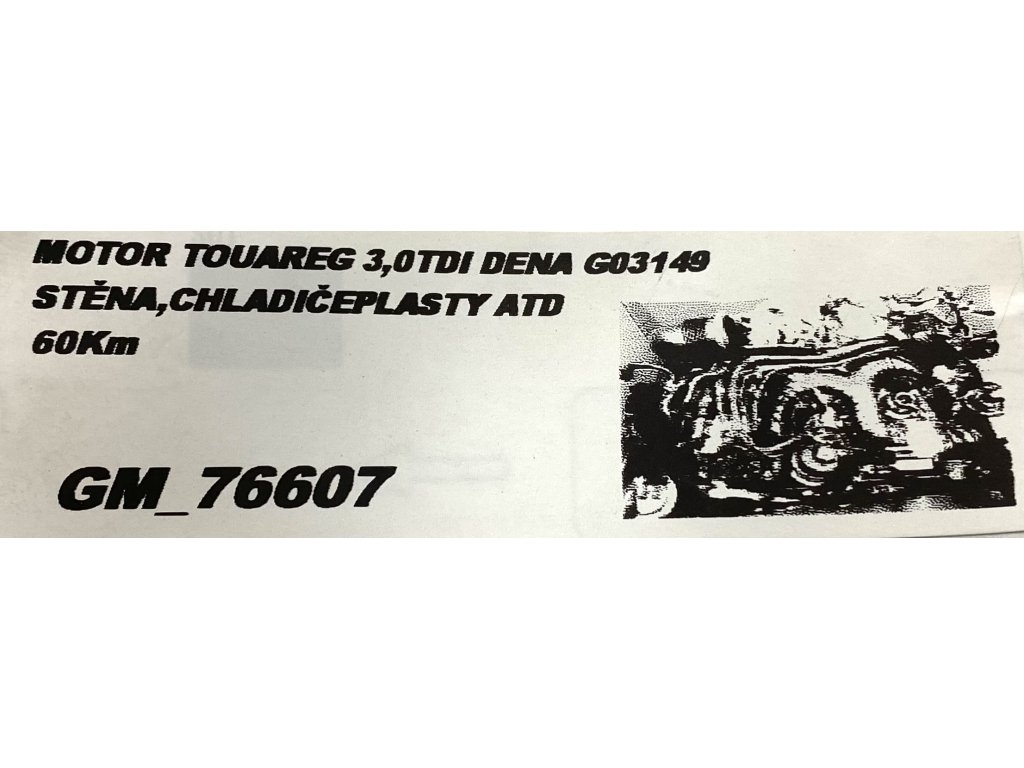 MOTOR TOUAREG 3,0TDI DENA G03149
STĚNA,CHLADIČEPLASTY ATD
60Km
GM_76607